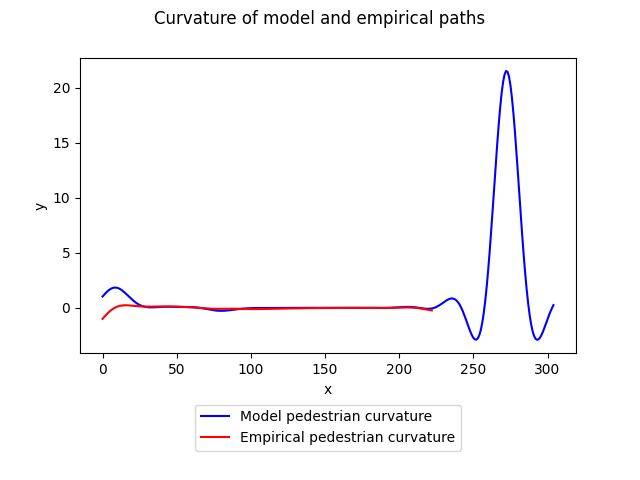 Curvature of model and empirical paths
20
15
10
5
0
y
0 50 100 150 200 250 300
x
Model pedestrian curvature
Empirical pedestrian curvature